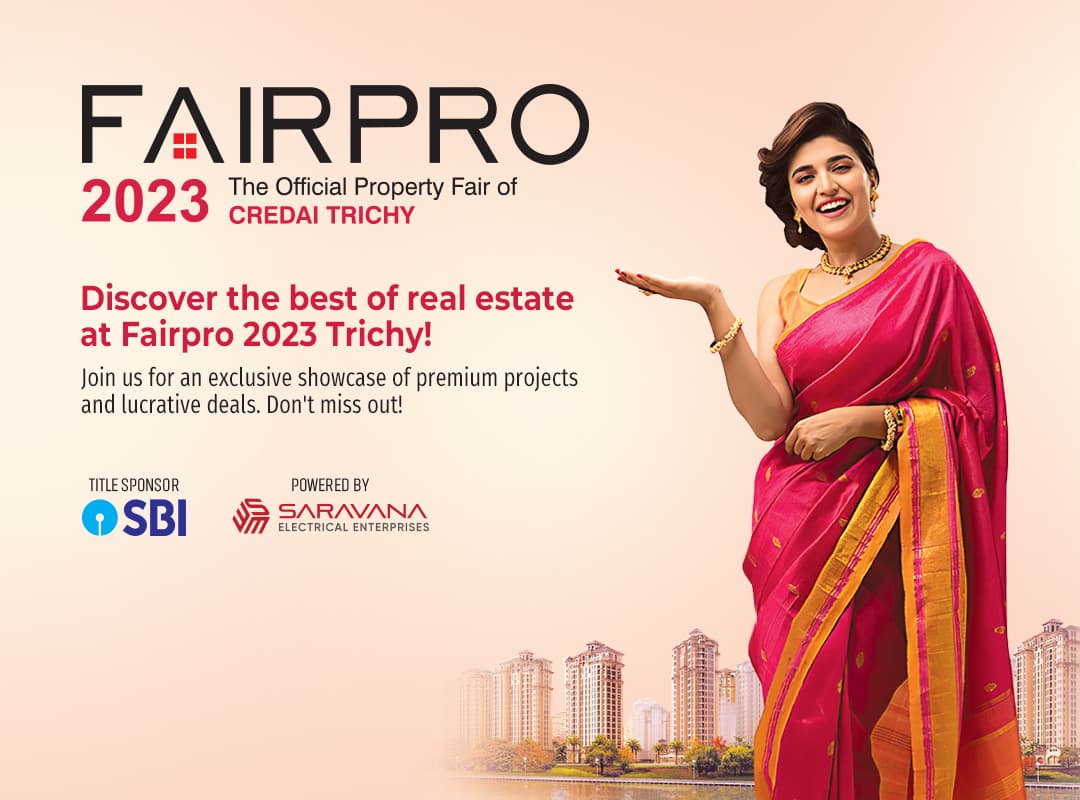 FAIRPRO
2023 The Official Property Fair of
CREDAI TRICHY
Discover the best of real estate
at Fairpro 2023 Trichy!
Join us for an exclusive showcase of premium projects
and lucrative deals. Don't miss out!
TITLE SPONSOR
SBI
POWERED BY
SARAVANA
ELECTRICAL ENTERPRISES